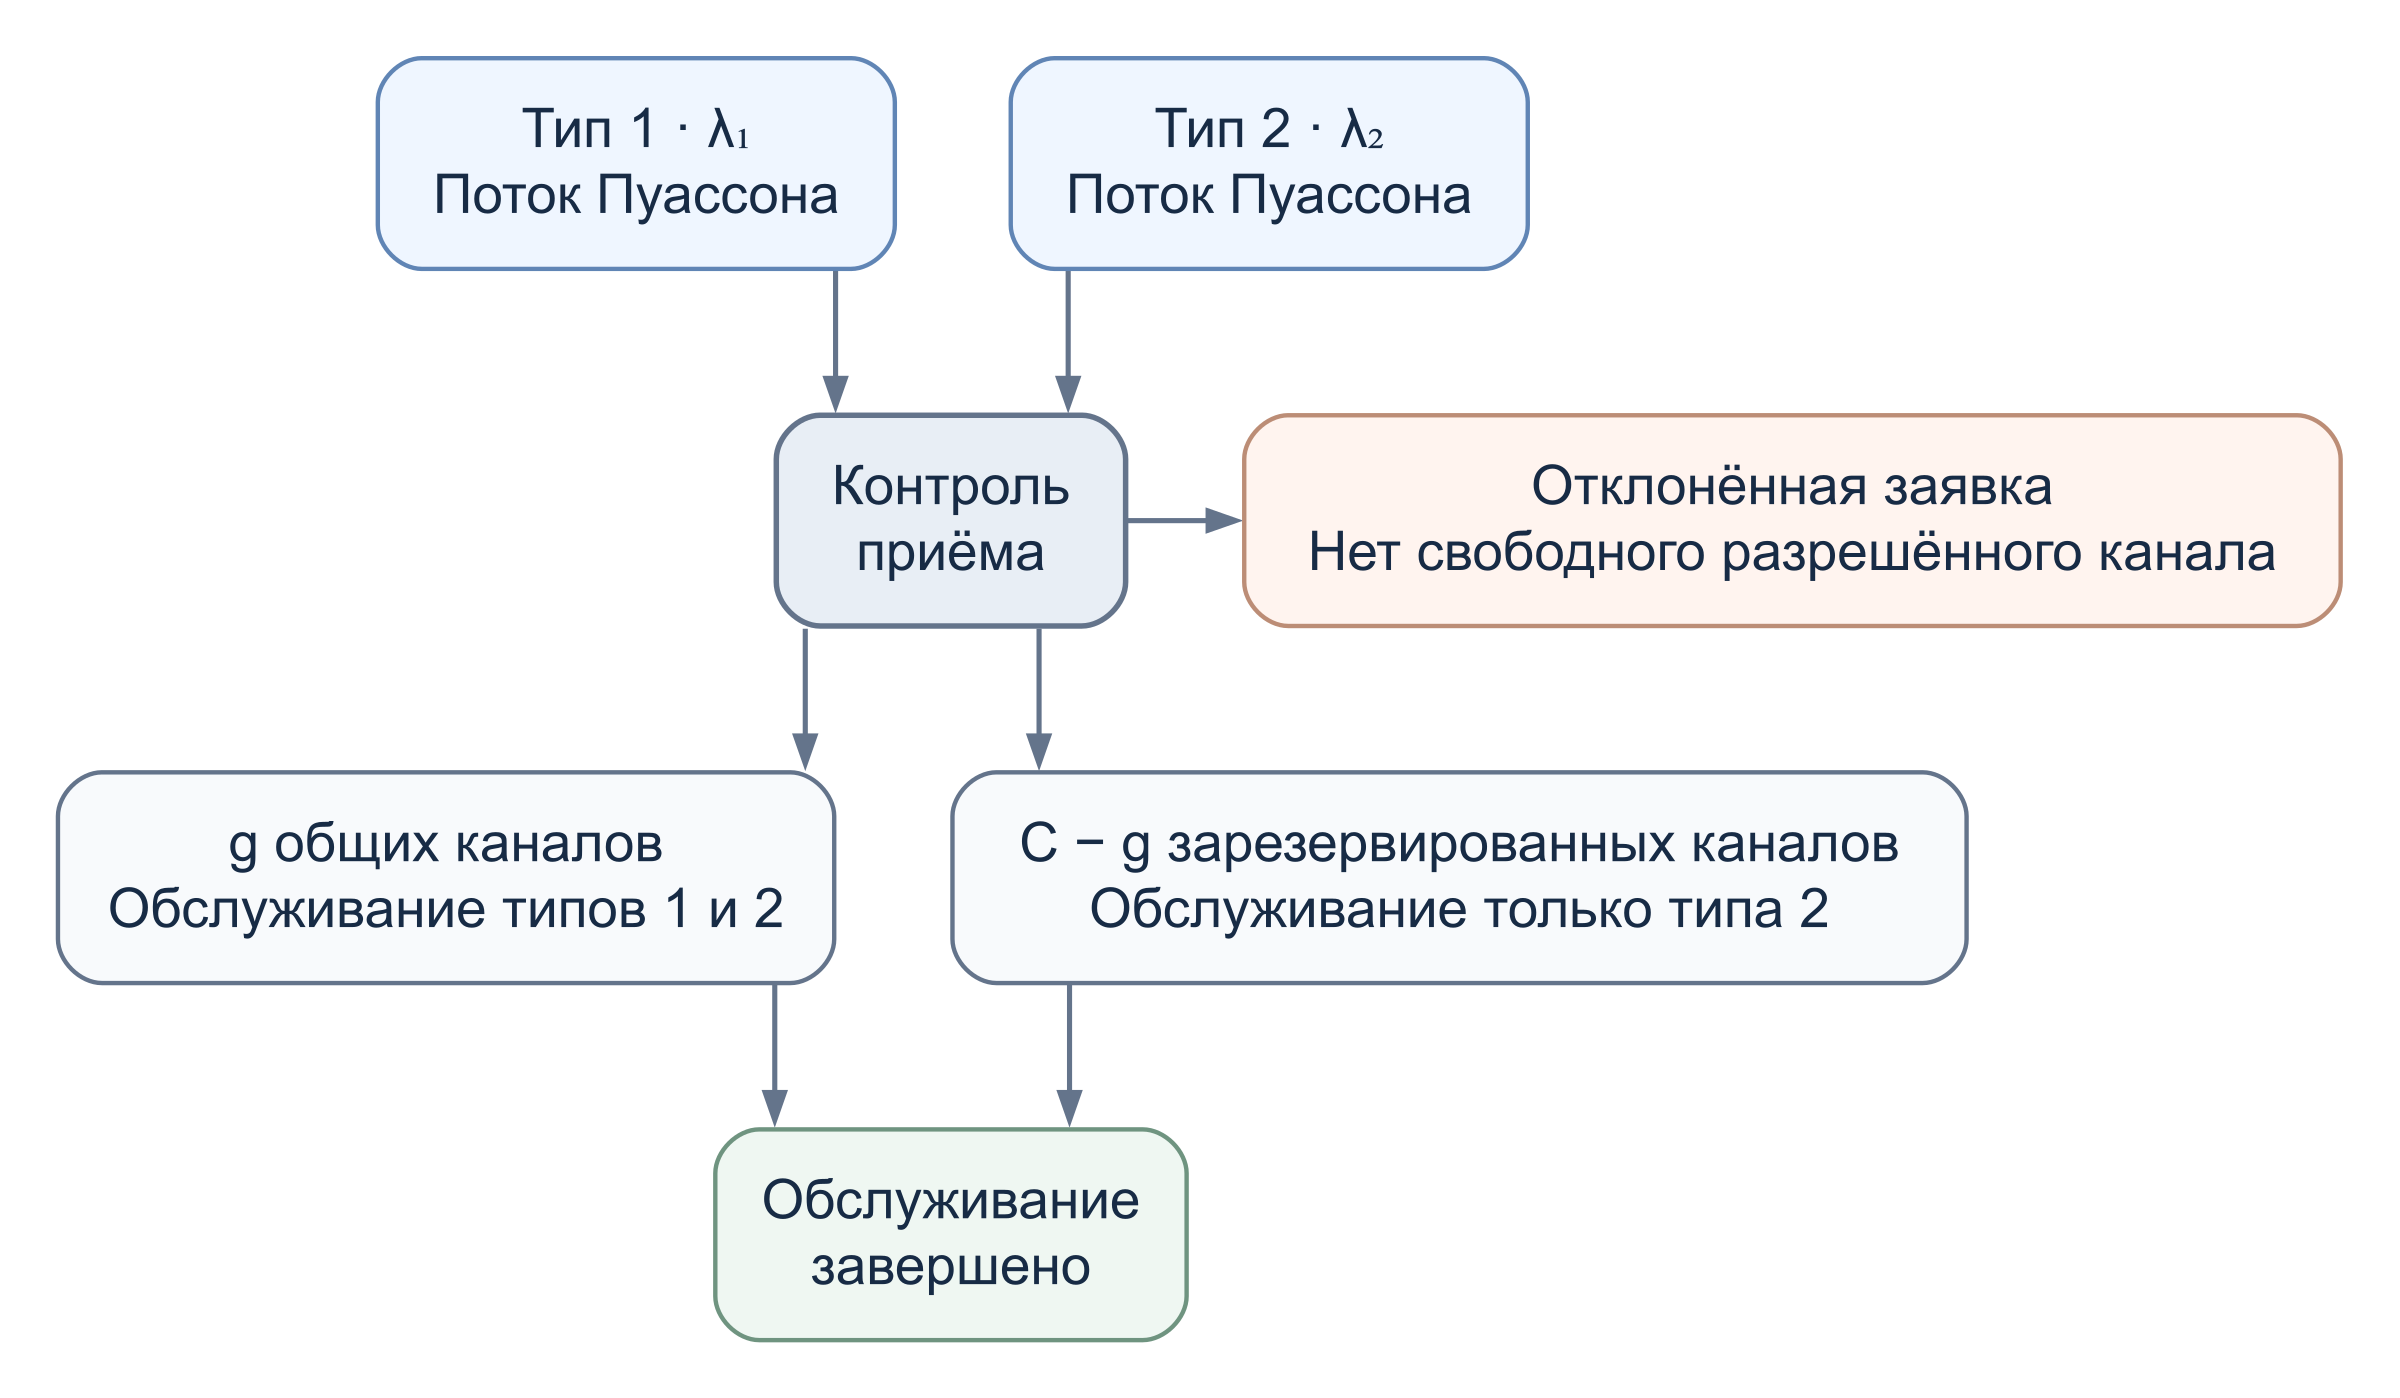 Тип 1 · λ₁
Поток Пуассона
Тип 2 · λ₂
Поток Пуассона
Контроль
приёма
Отклонённая заявка
Нет свободного разрешённого канала
g общих каналов
Обслуживание типов 1 и 2
C − g зарезервированных каналов
Обслуживание только типа 2
Обслуживание
завершено